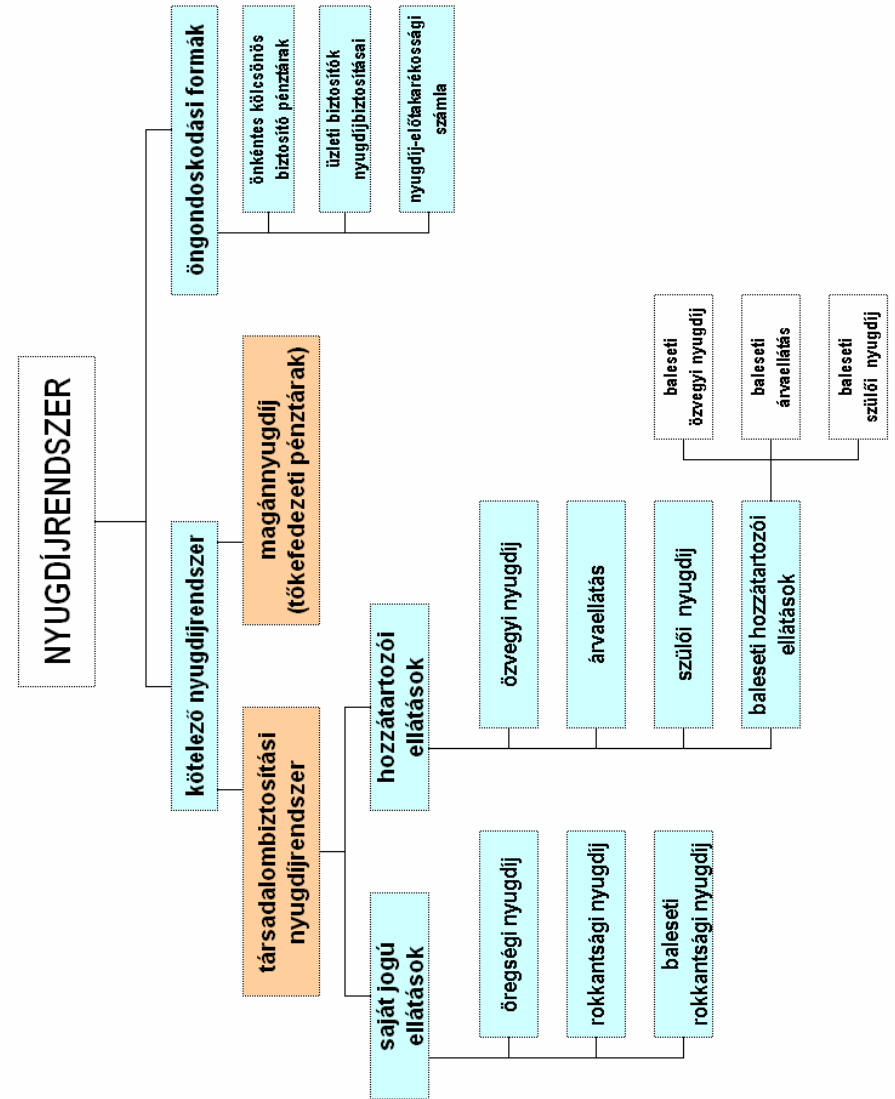 NYUGDÍJRENDSZER
kötelező nyugdíjrendszer
öngondoskodási formák
társadalombiztosítási
nyugdíjrendszer
magánnyugdíj
(tőkefedezeti pénztárak)
önkéntes kölcsönös
biztosító pénztárak
üzleti biztosítók
nyugdíjbiztosításai
nyugdíj-előtakarékossági
számla
saját jogú
ellátások
hozzátartozói
ellátások
öregségi nyugdíj
rokkantsági nyugdíj
baleseti
rokkantsági nyugdíj
özvegyi nyugdíj
árvaellátás
szülői nyugdíj
baleseti hozzátartozói
ellátások
baleseti
özvegyi nyugdíj
baleseti
árvaellátás
baleseti
szülői nyugdíj